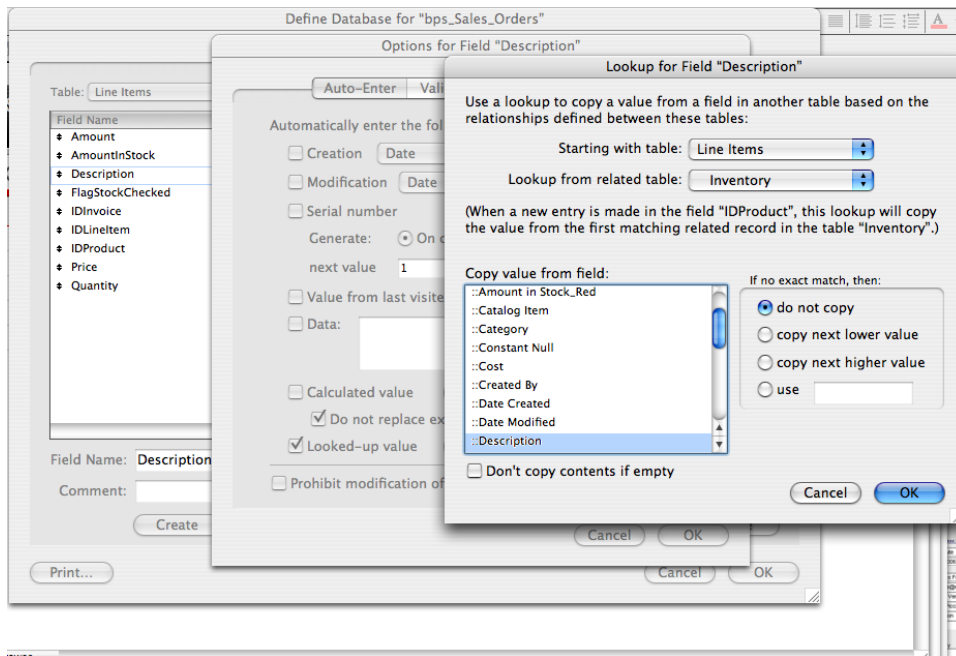 Define Database for “bps_Sales_Orders”
Options for Field “Description”
Lookup for Field “Description”
Table: Line Items
Field Name
Amount
AmountInStock
Description
FlagStockChecked
IDInvoice
IDLineItem
IDProduct
Price
Quantity
Field Name: Description
Comment:
Create
Print...
Cancel
OK
Auto-Enter
Vali
Automatically enter the fol
Creation Date
Modification Date
Serial number
Generate: On c
next value 1
Value from last visite
Data:
Calculated value
Do not replace ex
Looked-up value
Prohibit modification of
Cancel
OK
Use a lookup to copy a value from a field in another table based on the
relationships defined between these tables:
Starting with table: Line Items
Lookup from related table: Inventory
(When a new entry is made in the field “IDProduct”, this lookup will copy
the value from the first matching related record in the table “Inventory”.)
Copy value from field:
::Amount in Stock_Red
::Catalog Item
::Category
::Constant Null
::Cost
::Created By
::Date Created
::Date Modified
::Description
If no exact match, then:
do not copy
copy next lower value
copy next higher value
use
Don't copy contents if empty
Cancel
OK
A